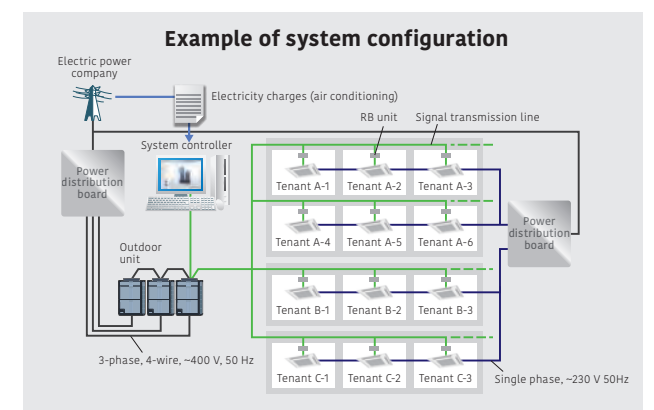 Example of system configuration
Electric power
company
Electricity charges (air conditioning)
RB unit
Signal transmission line
System controller
Power
distribution
board
Tenant A-1
Tenant A-2
Tenant A-3
Tenant A-4
Tenant A-5
Tenant A-6
Power
distribution
board
Outdoor
unit
Tenant B-1
Tenant B-2
Tenant B-3
3-phase, 4-wire, ~400 V, 50 Hz
Tenant C-1
Tenant C-2
Tenant C-3
Single phase, ~230 V 50Hz